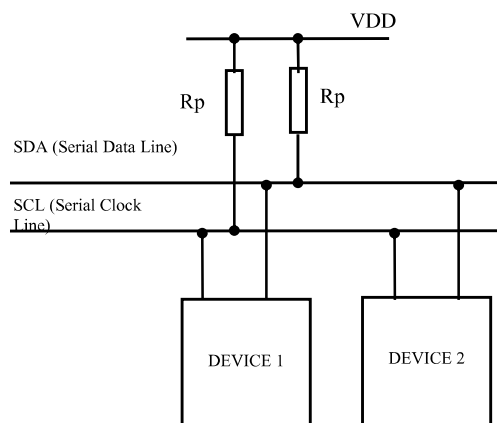 VDD
Rp
Rp
SDA (Serial Data Line)
SCL (Serial Clock
Line)
DEVICE 1
DEVICE 2